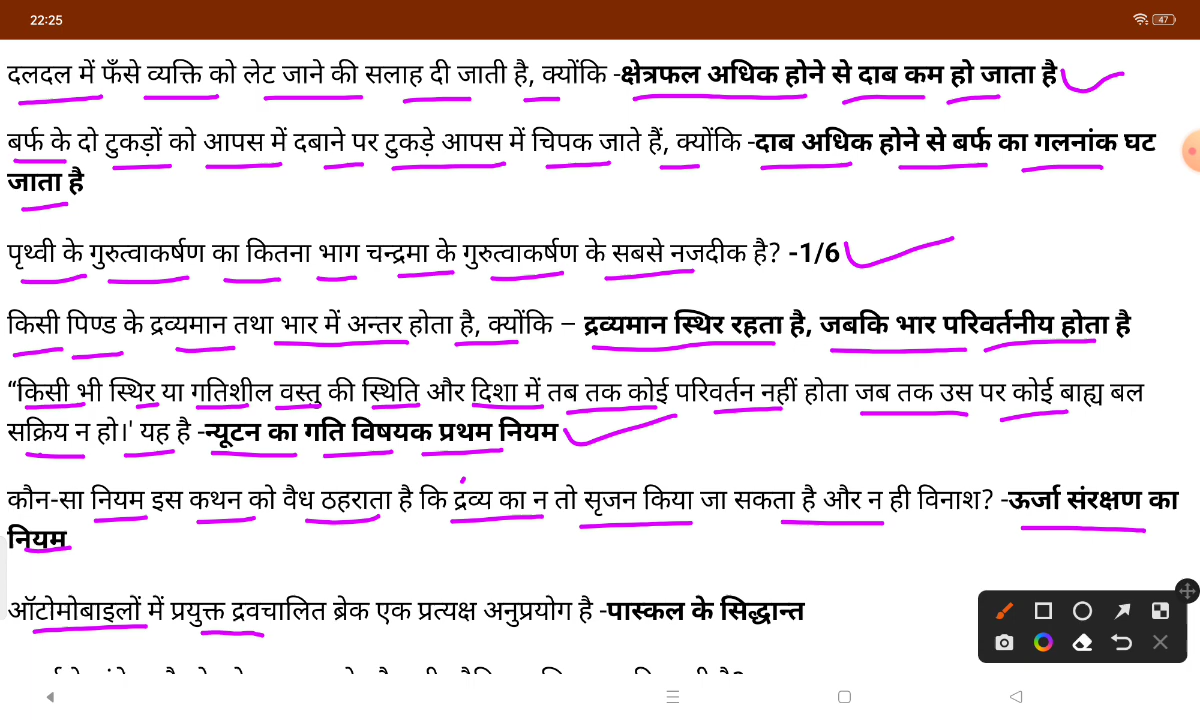 22:25
47
दलदल में फँसे व्यक्ति को लेट जाने की सलाह दी जाती है, क्योंकि -क्षेत्रफल अधिक होने से दाब कम हो जाता है
बर्फ के दो टुकड़ों को आपस में दबाने पर टुकड़े आपस में चिपक जाते हैं, क्योंकि -दाब अधिक होने से बर्फ का गलनांक घट
जाता है
पृथ्वी के गुरुत्वाकर्षण का कितना भाग चन्द्रमा के गुरुत्वाकर्षण के सबसे नजदीक है? -1/6
किसी पिण्ड के द्रव्यमान तथा भार में अन्तर होता है, क्योंकि – द्रव्यमान स्थिर रहता है, जबकि भार परिवर्तनीय होता है
“किसी भी स्थिर या गतिशील वस्तु की स्थिति और दिशा में तब तक कोई परिवर्तन नहीं होता जब तक उस पर कोई बाह्य बल
सक्रिय न हो।' यह है -न्यूटन का गति विषयक प्रथम नियम
कौन-सा नियम इस कथन को वैध ठहराता है कि द्रव्य का न तो सृजन किया जा सकता है और न ही विनाश? -ऊर्जा संरक्षण का
नियम
ऑटोमोबाइलों में प्रयुक्त द्रवचालित ब्रेक एक प्रत्यक्ष अनुप्रयोग है -पास्कल के सिद्धान्त